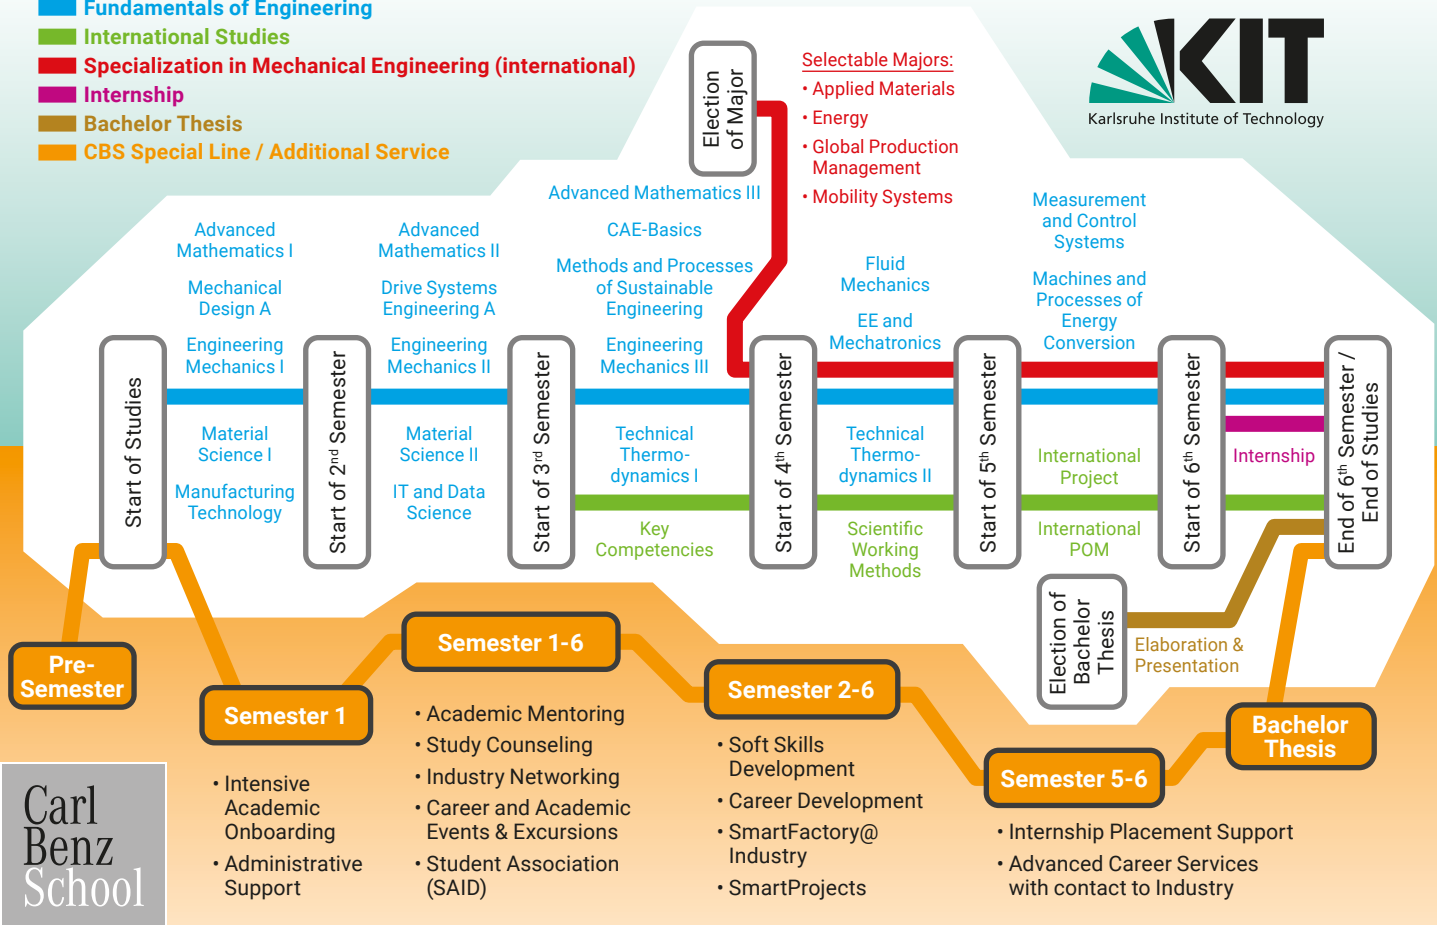 Fundamentals of Engineering
International Studies
Specialization in Mechanical Engineering (international)
Internship
Bachelor Thesis
CBS Special Line / Additional Service
KIT
Karlsruhe Institute of Technology
Election
of Major
Selectable Majors:
• Applied Materials
• Energy
• Global Production
Management
• Mobility Systems
Start of Studies
Advanced
Mathematics I
Mechanical
Design A
Engineering
Mechanics I
Material
Science I
Manufacturing
Technology
Start of 2nd Semester
Advanced
Mathematics II
Drive Systems
Engineering A
Engineering
Mechanics II
Material
Science II
IT and Data
Science
Start of 3rd Semester
Advanced Mathematics III
CAE-Basics
Methods and Processes
of Sustainable
Engineering
Engineering
Mechanics III
Technical
Thermo-
dynamics I
Key
Competencies
Start of 4th Semester
Fluid
Mechanics
EE and
Mechatronics
Technical
Thermo-
dynamics II
Scientific
Working
Methods
Start of 5th Semester
Measurement
and Control
Systems
Machines and
Processes of
Energy
Conversion
International
Project
International
POM
Start of 6th Semester
Internship
End of 6th Semester /
End of Studies
Election of
Bachelor
Thesis
Elaboration &
Presentation
Pre-
Semester
Semester 1
• Intensive
Academic
Onboarding
• Administrative
Support
Semester 1-6
• Academic Mentoring
• Study Counseling
• Industry Networking
• Career and Academic
Events & Excursions
• Student Association
(SAID)
Semester 2-6
• Soft Skills
Development
• Career Development
• SmartFactory@
Industry
• SmartProjects
Semester 5-6
• Internship Placement Support
• Advanced Career Services
with contact to Industry
Bachelor
Thesis
Carl
Benz
School